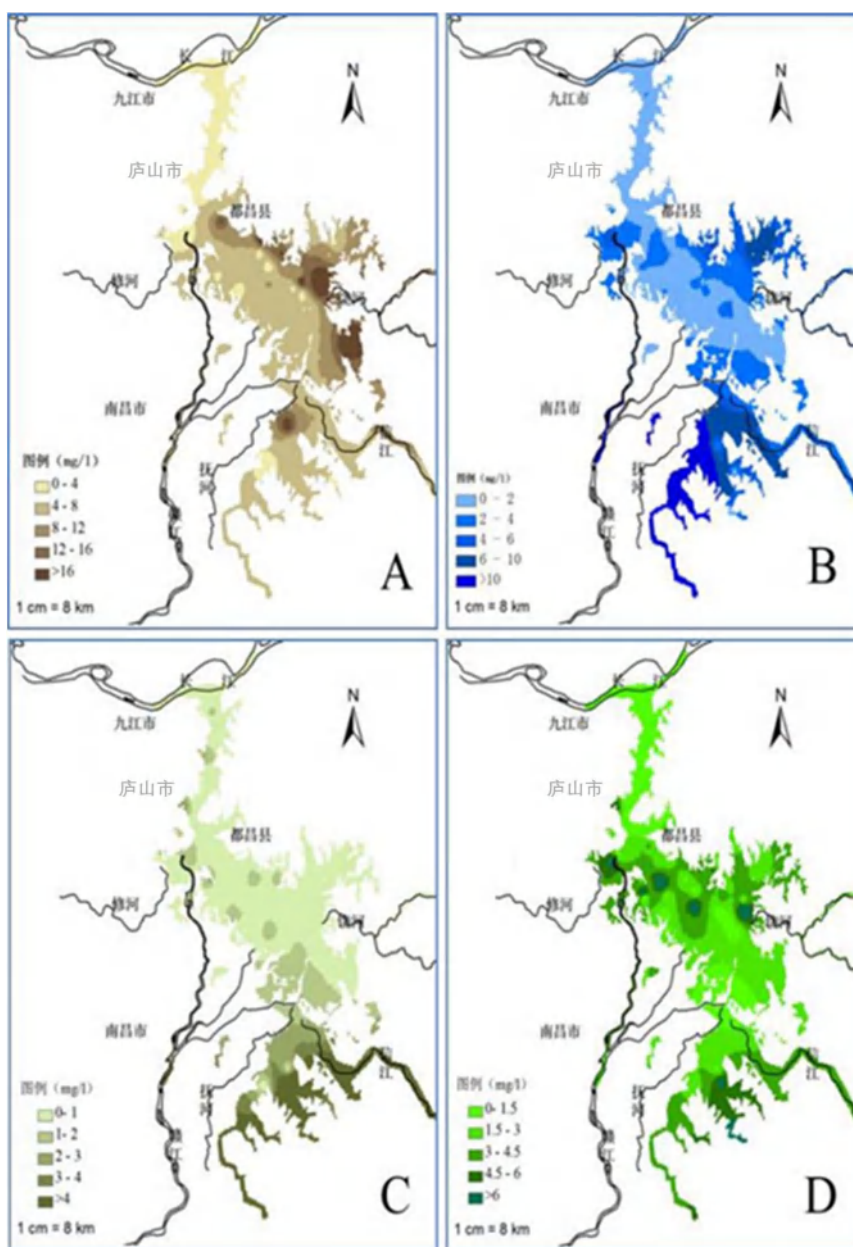 长 江
九江市
N
庐山市
都昌县
修河
饶河
南昌市
信江
抚河
赣江
图例（mg/l）
0 - 4
4 - 8
8 - 12
12 - 16
>16
1 cm = 8 km
A
长 江
九江市
N
庐山市
都昌县
修河
饶河
南昌市
信江
抚河
赣江
图例（mg/l）
0 - 2
2 - 4
4 - 6
6 - 10
>10
1 cm = 8 km
B
长 江
九江市
N
庐山市
都昌县
修河
饶河
南昌市
信江
抚河
赣江
图例（mg/l）
0- 1
1- 2
2 - 3
3 - 4
>4
1 cm = 8 km
C
长 江
九江市
N
庐山市
都昌县
修河
饶河
南昌市
信江
抚河
赣江
图例（mg/l）
0- 1.5
1.5 - 3
3 - 4.5
4.5 - 6
>6
1 cm = 8 km
D